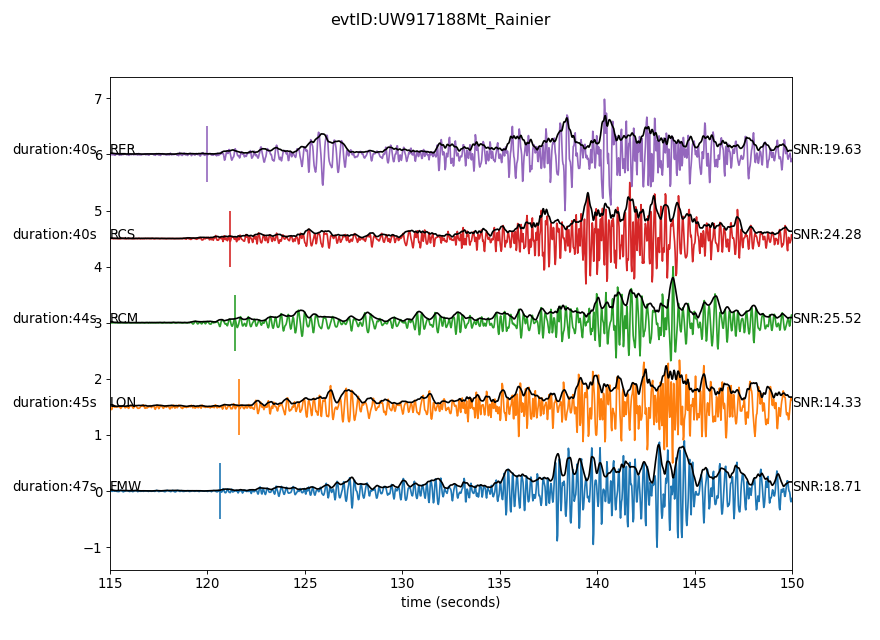 evtID:UW917188Mt_Rainier
7
duration:40s RER SNR:19.63
6
5
duration:40s RCS SNR:24.28
4
duration:44s RCM SNR:25.52
3
2
duration:45s LON SNR:14.33
1
duration:47s FMW SNR:18.71
0
−1
115 120 125 130 135 140 145 150
time (seconds)